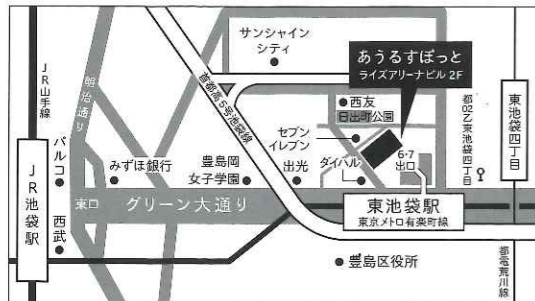 サンシャイン
シティ
あうるすぽっと
ライズアリーナビル 2F
JR山手線
明治通り
首都高5号池袋線
西友
日出町公園
都02乙東池袋四丁目
東池袋四丁目
パルコ
みずほ銀行
豊島岡
女子学園
セブン
イレブン
出光
ダイハツ
6-7
出口
JR池袋駅
東口
グリーン大通り
東池袋駅
東京メトロ有楽町線
西武
豊島区役所
都電荒川線